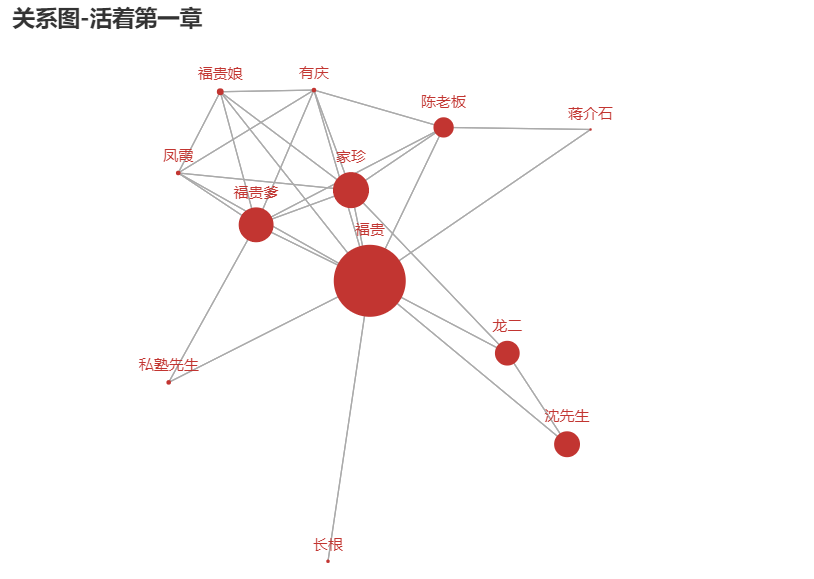 关系图-活着第一章
福贵娘
有庆
陈老板
蒋介石
凤霞
家珍
福贵爹
福贵
龙二
私塾先生
沈先生
长根